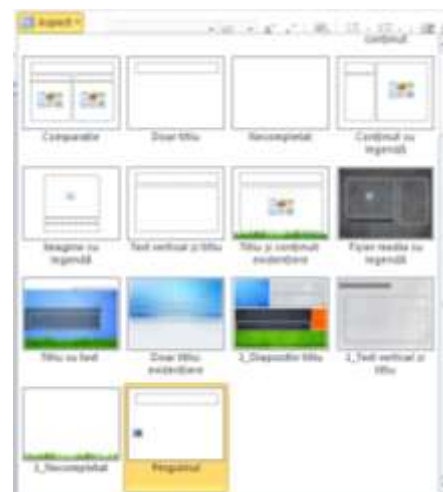 Aspect
conținut
Comparație
Doar titlu
Necompletat
Conținut cu
legendă
Imagine cu
legendă
Text vertical și titlu
Titlu și conținut
evidențiere
Fișier media cu
legendă
Titlu cu text
Doar titlu
evidențiere
1_Diapozitiv titlu
1_Text vertical și
titlu
1_Necompletat
Pinguinul